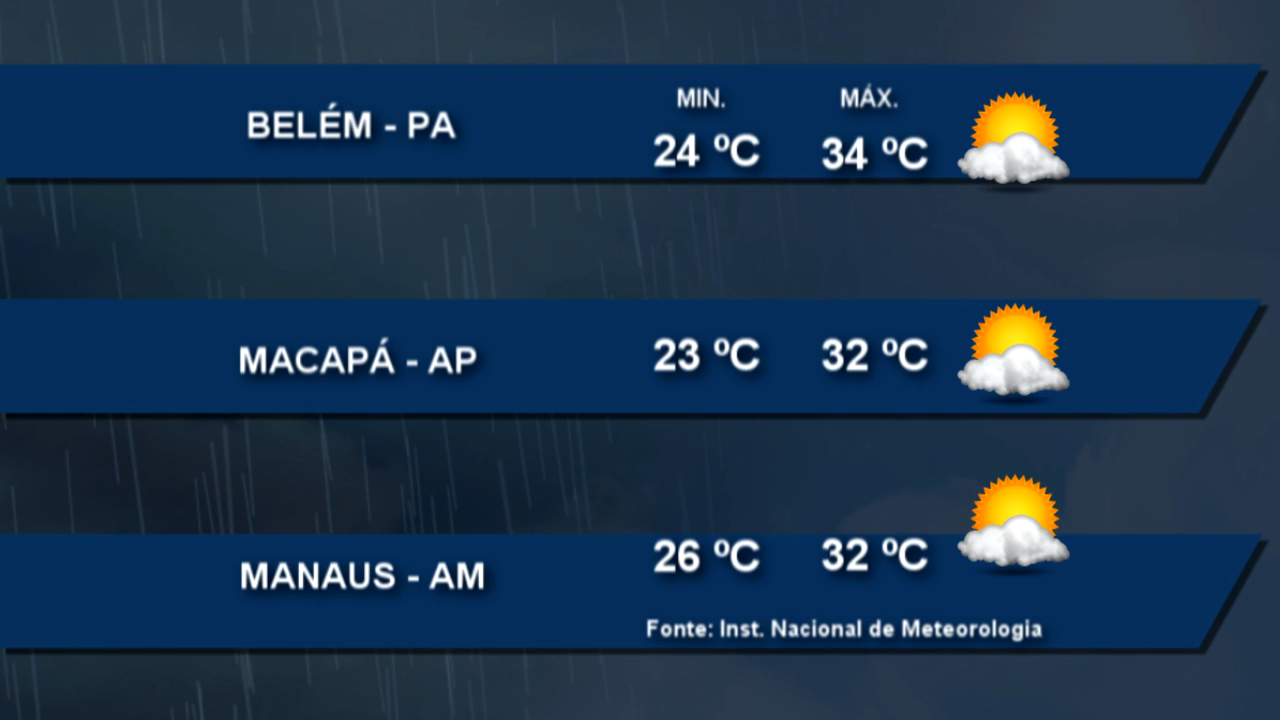 MIN. MÁX.
BELÉM - PA 24 ºC 34 ºC
MACAPÁ - AP 23 ºC 32 ºC
MANAUS - AM 26 ºC 32 ºC
Fonte: Inst. Nacional de Meteorologia